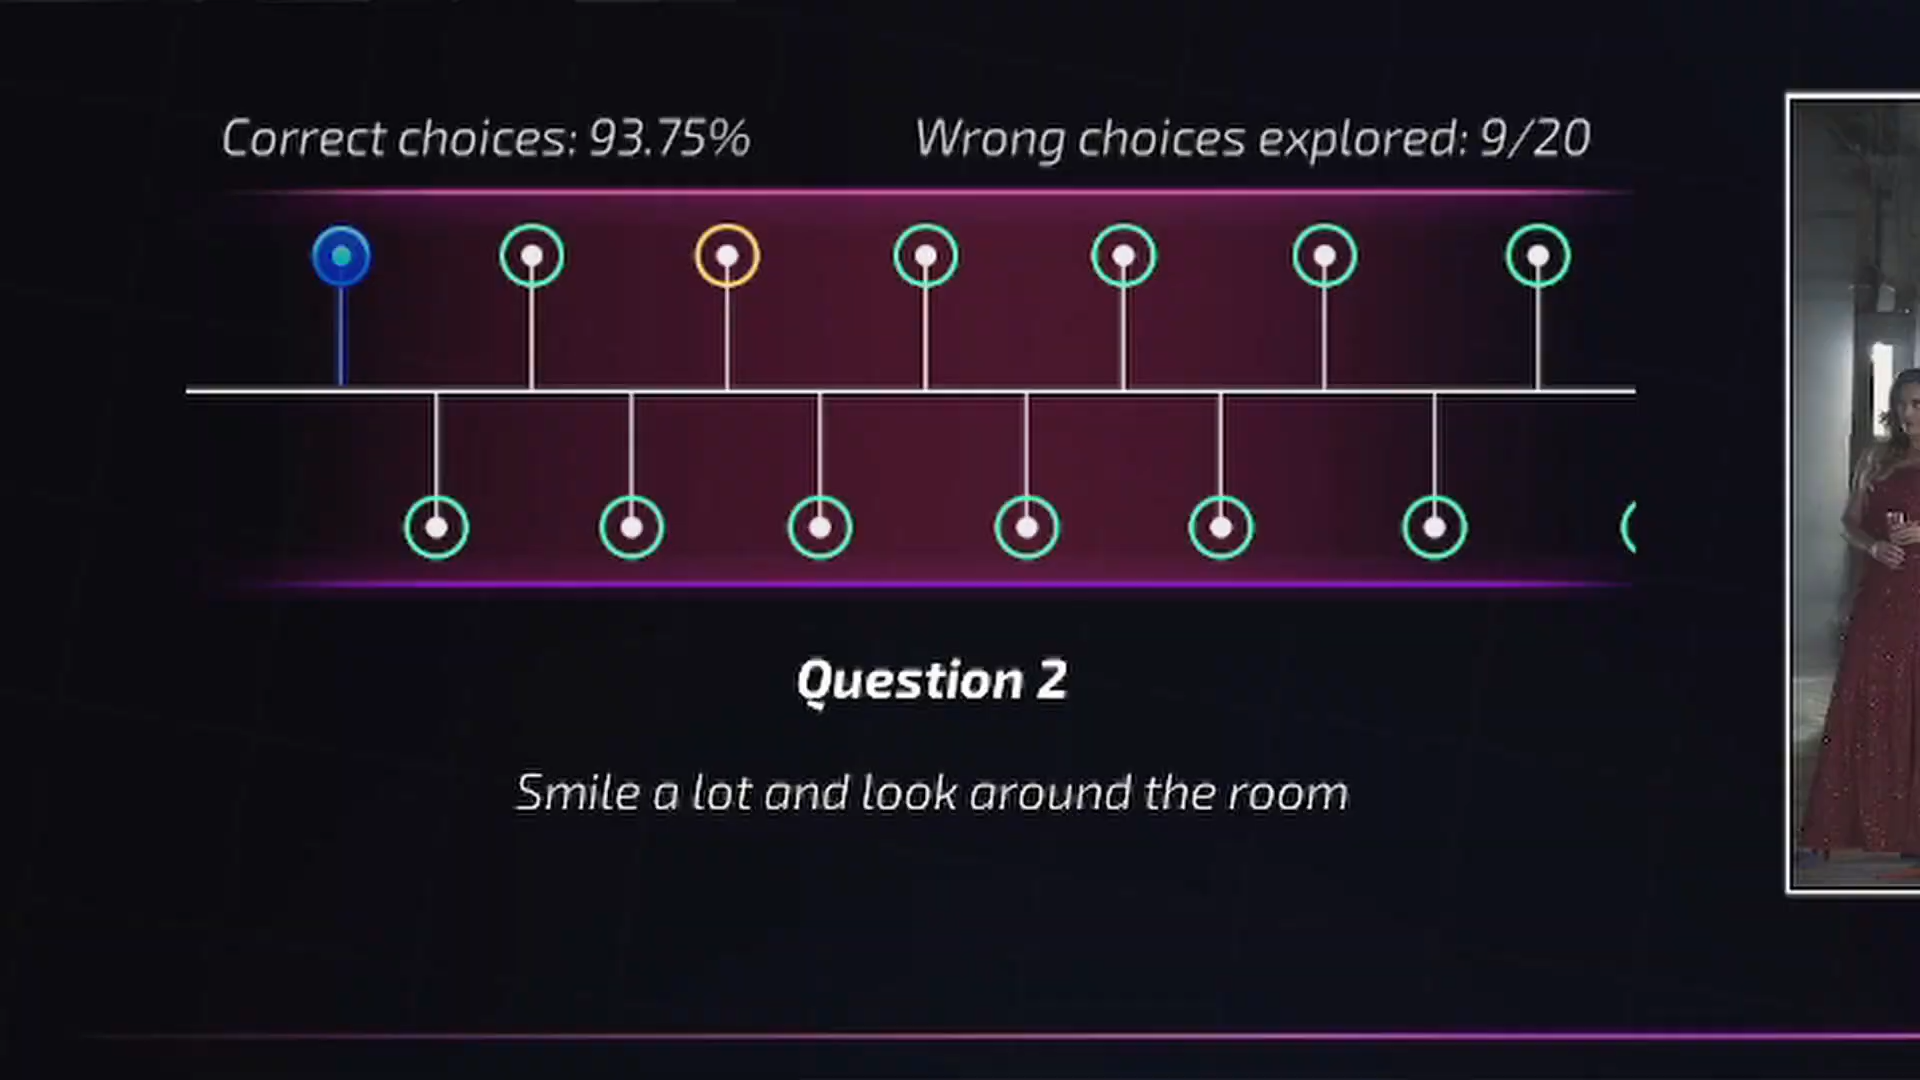 Correct choices: 93.75%
Wrong choices explored: 9/20
Question 2
Smile a lot and look around the room